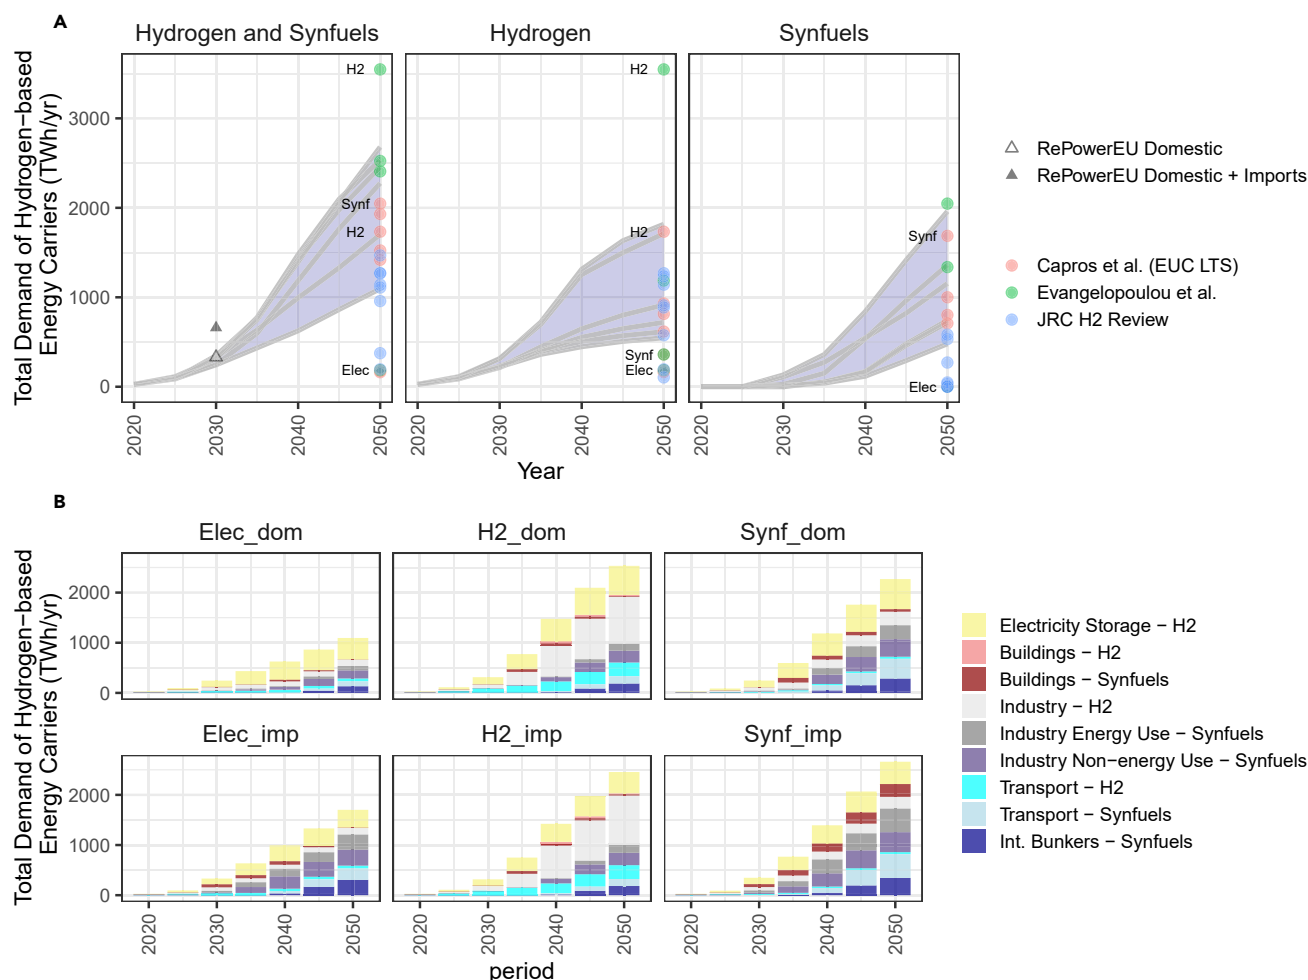 A
Hydrogen and Synfuels
Hydrogen
Synfuels
Total Demand of Hydrogen−based
Energy Carriers (TWh/yr)
3000
2000
1000
0
H2
Synf
H2
Elec
H2
H2
Synf
Elec
Synf
Elec
2020
2030
2040
2050
2020
2030
2040
2050
2020
2030
2040
2050
Year
RePowerEU Domestic
RePowerEU Domestic + Imports
Capros et al. (EUC LTS)
Evangelopoulou et al.
JRC H2 Review
B
Elec_dom
H2_dom
Synf_dom
Total Demand of Hydrogen−based
Energy Carriers (TWh/yr)
2000
1000
0
Elec_imp
H2_imp
Synf_imp
2000
1000
0
2020
2030
2040
2050
2020
2030
2040
2050
2020
2030
2040
2050
period
Electricity Storage − H2
Buildings − H2
Buildings − Synfuels
Industry − H2
Industry Energy Use − Synfuels
Industry Non−energy Use − Synfuels
Transport − H2
Transport − Synfuels
Int. Bunkers − Synfuels